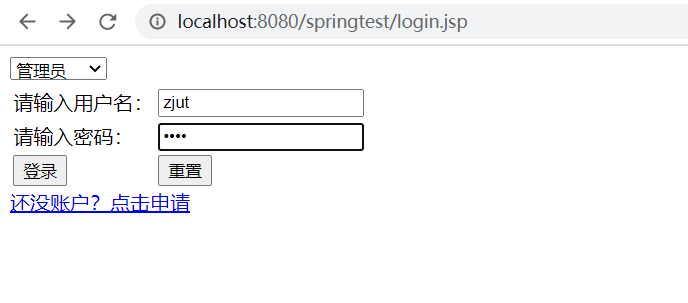 localhost:8080/springtest/login.jsp
管理员
请输入用户名： zjut
请输入密码： ••••
登录 重置
还没账户？点击申请